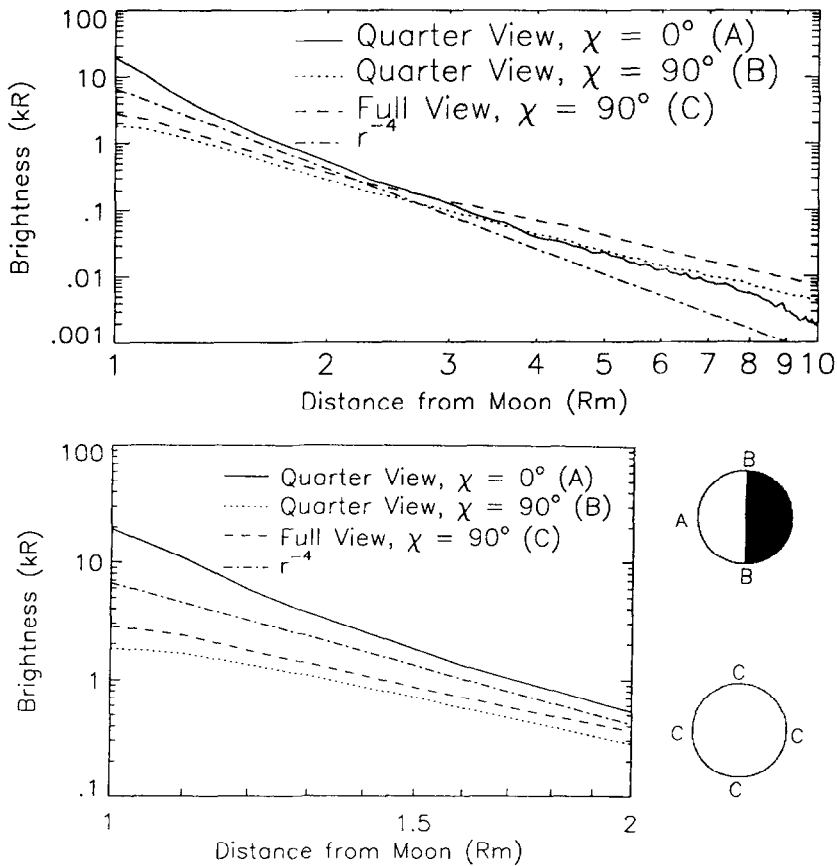 100
10
1
.1
.01
.001
Brightness (kR)
Quarter View, χ = 0° (A)
Quarter View, χ = 90° (B)
Full View, χ = 90° (C)
r⁻⁴
1 2 3 4 5 6 7 8 9 10
Distance from Moon (Rm)
100
10
1
.1
Brightness (kR)
Quarter View, χ = 0° (A)
Quarter View, χ = 90° (B)
Full View, χ = 90° (C)
r⁻⁴
1 1.5 2
Distance from Moon (Rm)
B
A
B
C
C C
C